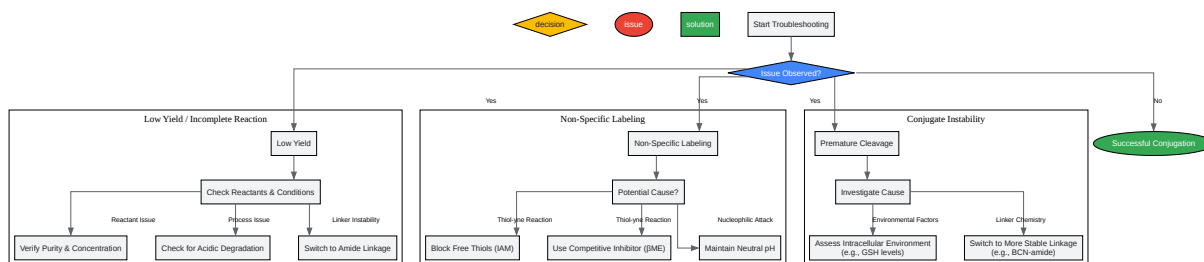 decision
issue
solution
Start Troubleshooting
Issue Observed?
Yes
Yes
Yes
No
Low Yield / Incomplete Reaction
Non-Specific Labeling
Conjugate Instability
Low Yield
Non-Specific Labeling
Premature Cleavage
Successful Conjugation
Check Reactants & Conditions
Potential Cause?
Investigate Cause
Reactant Issue
Process Issue
Linker Instability
Thiol-yne Reaction
Thiol-yne Reaction
Nucleophilic Attack
Environmental Factors
Linker Chemistry
Verify Purity & Concentration
Check for Acidic Degradation
Switch to Amide Linkage
Block Free Thiols (IAM)
Use Competitive Inhibitor (βME)
Maintain Neutral pH
Assess Intracellular Environment
(e.g., GSH levels)
Switch to More Stable Linkage
(e.g., BCN-amide)